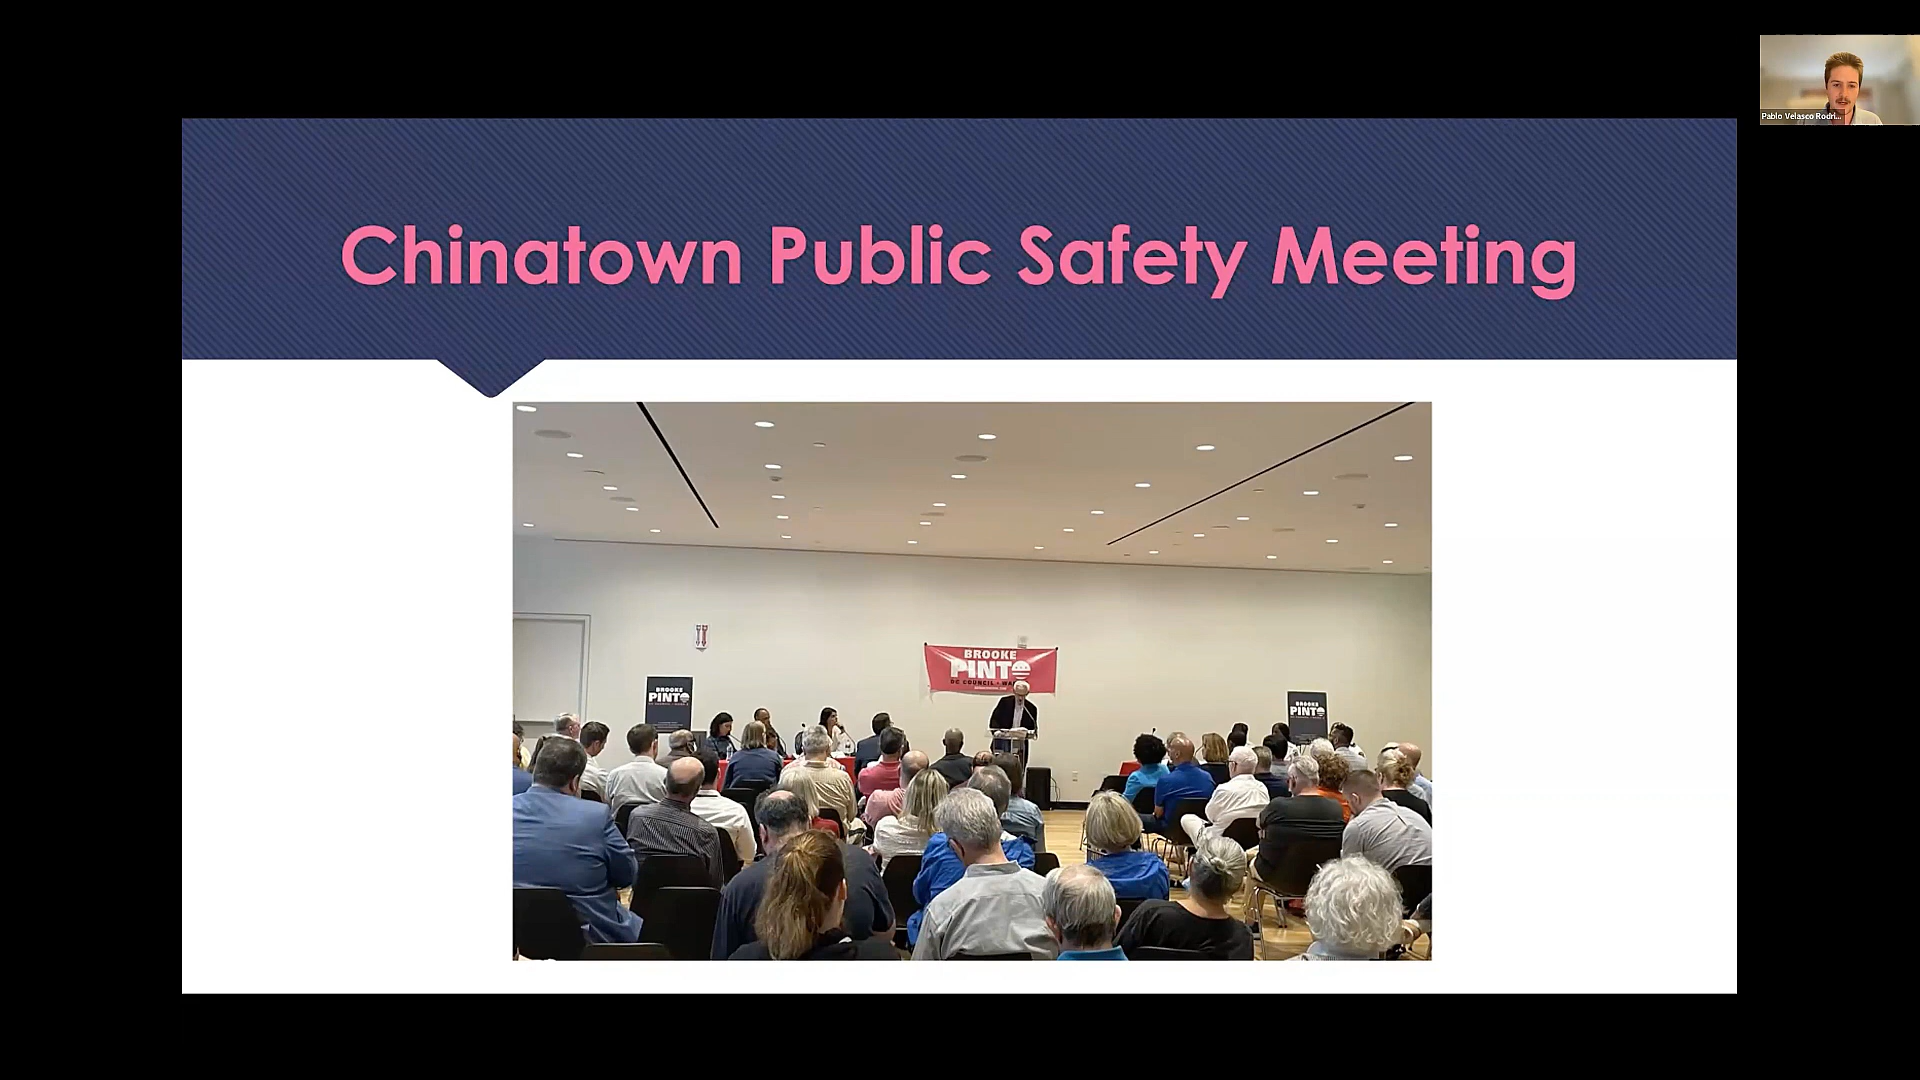 Pablo Velasco Rodri...
Chinatown Public Safety Meeting
BROOKE
PINTO
DC COUNCIL
BROOKE
PINTO
BROOKE
PINTO